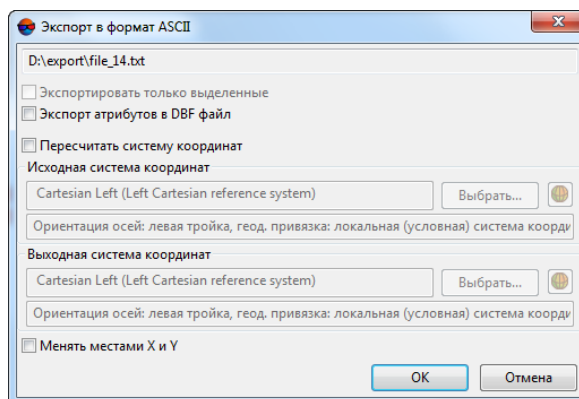 Экспорт в формат ASCII
D:\export\file_14.txt
Экспортировать только выделенные
Экспорт атрибутов в DBF файл
Пересчитать систему координат
Исходная система координат
Cartesian Left (Left Cartesian reference system)
Выбрать...
Ориентация осей: левая тройка, геод. привязка: локальная (условная) система коорди
Выходная система координат
Cartesian Left (Left Cartesian reference system)
Выбрать...
Ориентация осей: левая тройка, геод. привязка: локальная (условная) система коорди
Менять местами X и Y
ОК Отмена